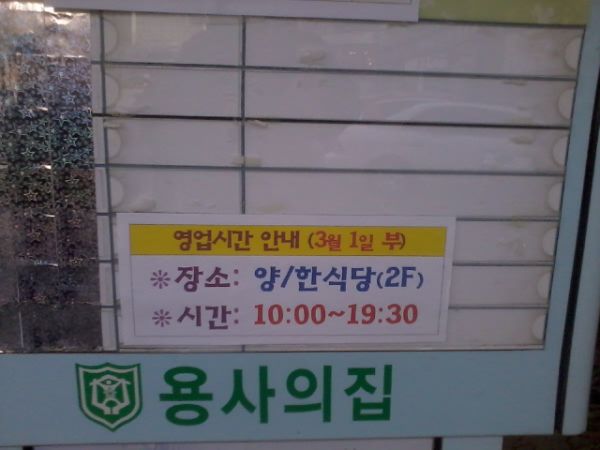 영업시간 안내 (3월 1일 부)
※장소: 양/한식당(2F)
※시간: 10:00~19:30
용사의집